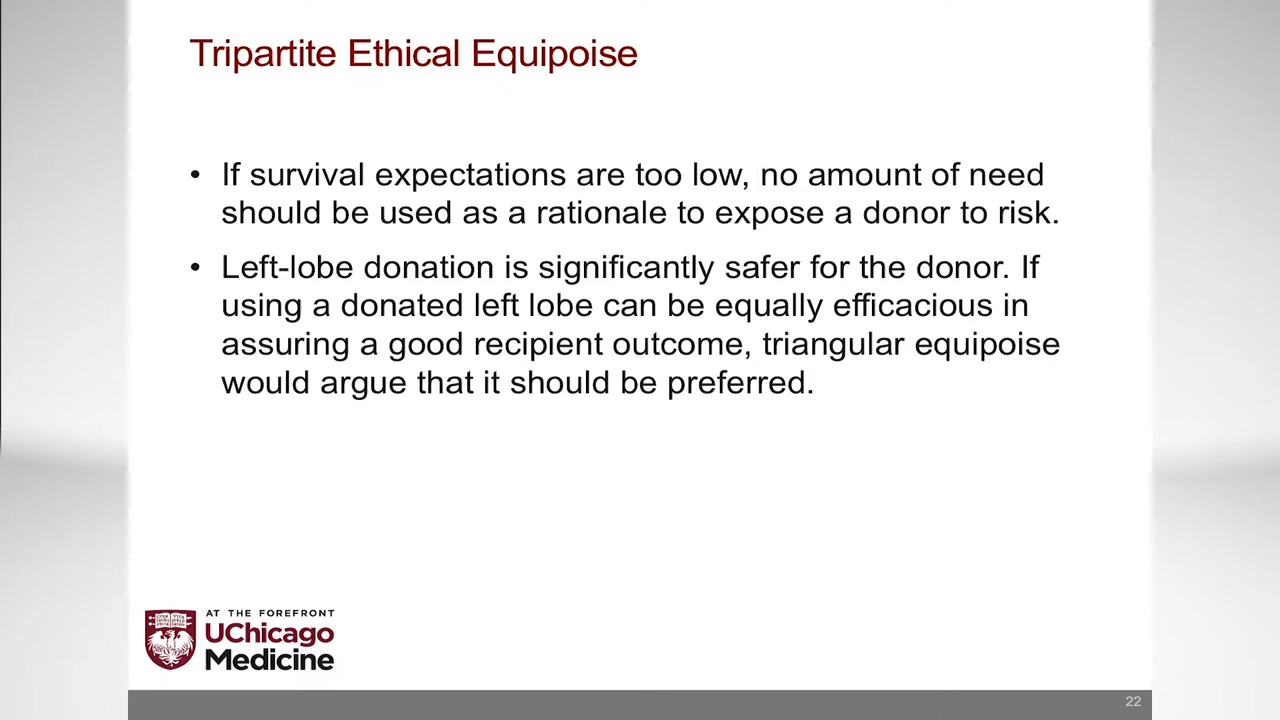 Tripartite Ethical Equipoise
• If survival expectations are too low, no amount of need
should be used as a rationale to expose a donor to risk.
• Left-lobe donation is significantly safer for the donor. If
using a donated left lobe can be equally efficacious in
assuring a good recipient outcome, triangular equipoise
would argue that it should be preferred.
AT THE FOREFRONT
UChicago
Medicine
22